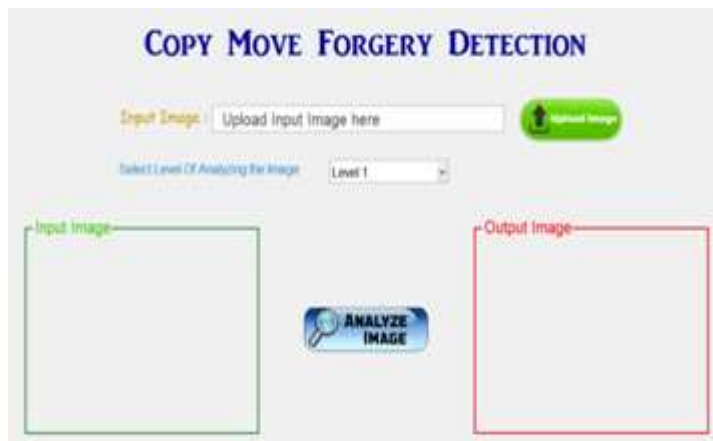 COPY MOVE FORGERY DETECTION
Input Image : Upload Input Image here Upload Image
Select Level Of Analyzing the Image Level 1
Input Image
Output Image
ANALYZE
IMAGE